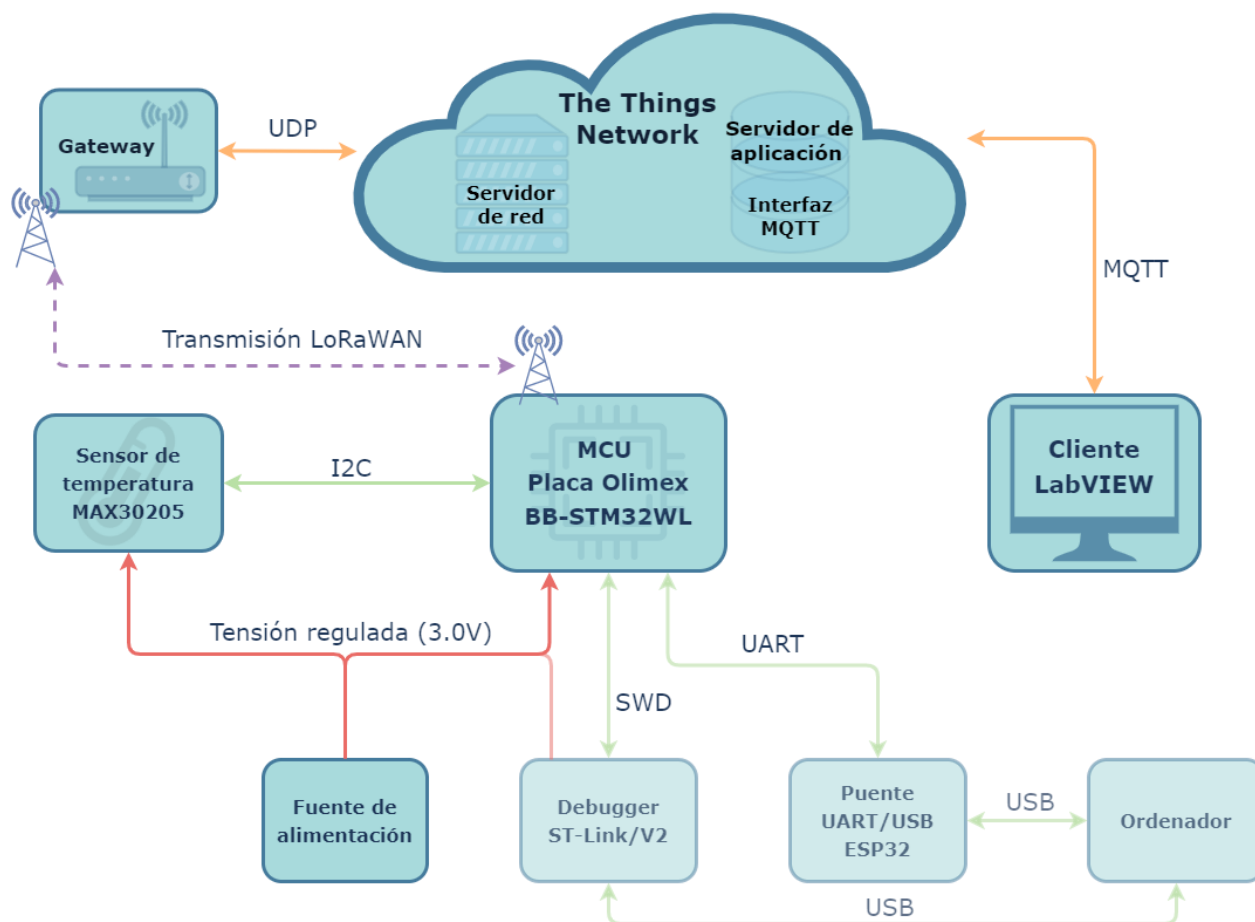 The Things
Network
Gateway
UDP
Servidor
de red
Servidor de
aplicación
Interfaz
MQTT
MQTT
Transmisión LoRaWAN
Sensor de
temperatura
MAX30205
I2C
MCU
Placa Olimex
BB-STM32WL
Cliente
LabVIEW
Tensión regulada (3.0V)
SWD
UART
Fuente de
alimentación
Debugger
ST-Link/V2
Puente
UART/USB
ESP32
USB
Ordenador
USB